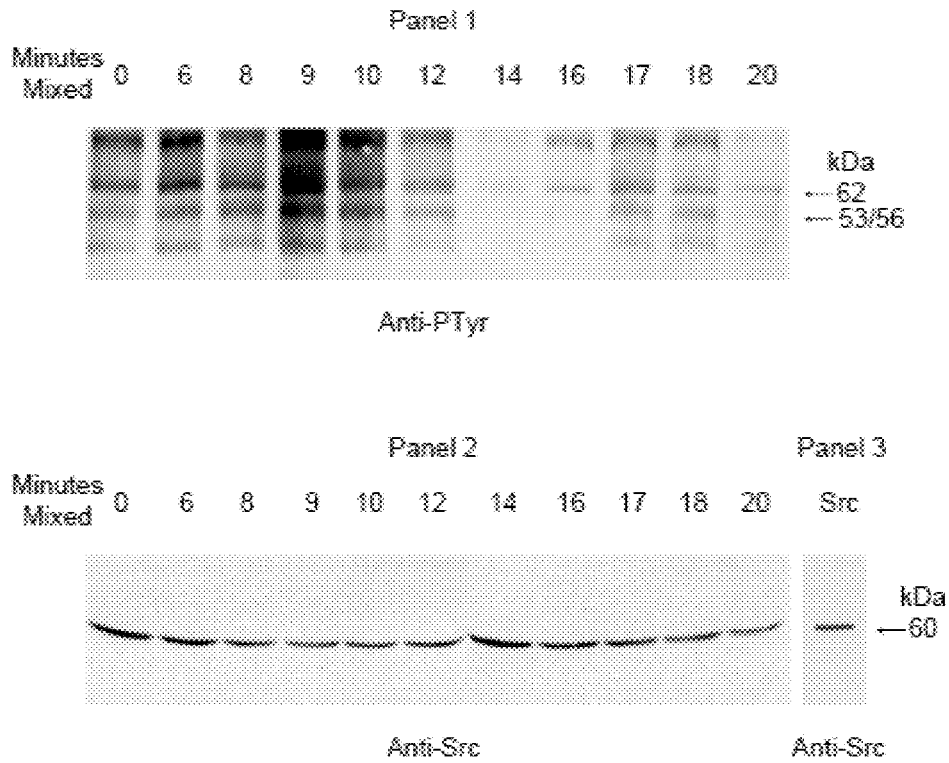 Panel 1
Minutes Mixed 0 6 8 9 10 12 14 16 17 18 20
kDa
62
53/56
Anti-PTyr
Panel 2 Panel 3
Minutes Mixed 0 6 8 9 10 12 14 16 17 18 20 Src
kDa
60
Anti-Src Anti-Src